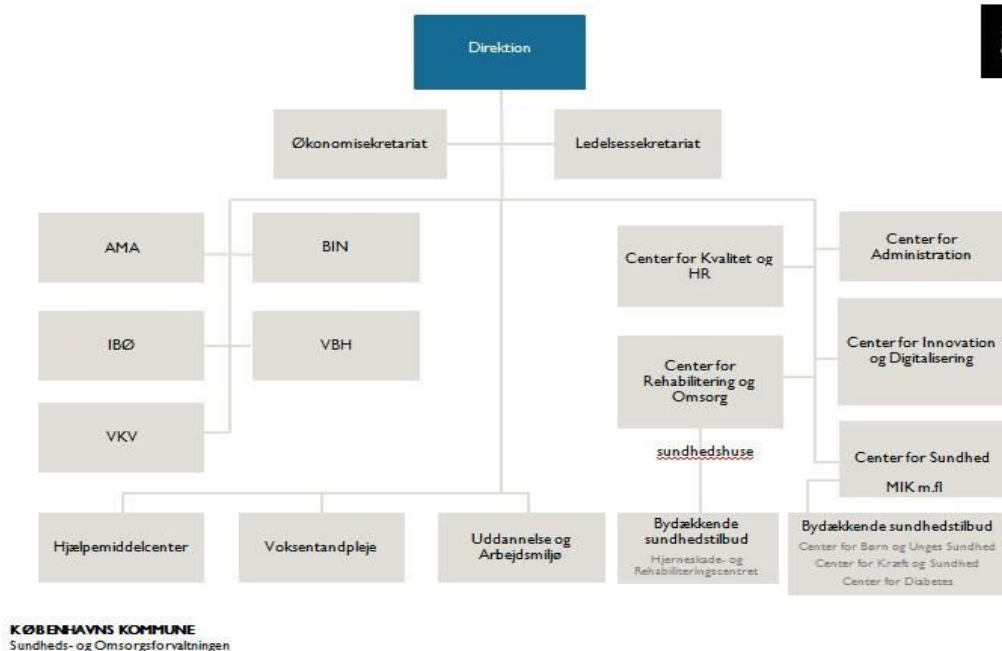 Direktion
Økonomisekretariat
Ledelsessekretariat
AMA
BIN
Center for Kvalitet og
HR
Center for
Administration
IBØ
VBH
Center for
Rehabilitering og
Omsorg
Center for Innovation
og Digitalisering
VKV
sundhedshuse
Center for Sundhed
MIK m.fl
Hjælpemiddelcenter
Voksentandpleje
Uddannelse og
Arbejdsmiljø
Bydækkende
sundhedstilbud
Hjerneskade- og
Rehabiliteringscentret
Bydækkende sundhedstilbud
Center for Børn og Unges Sundhed
Center for Kræft og Sundhed
Center for Diabetes
KØBENHAVNS KOMMUNE
Sundheds- og Omsorgsforvaltningen